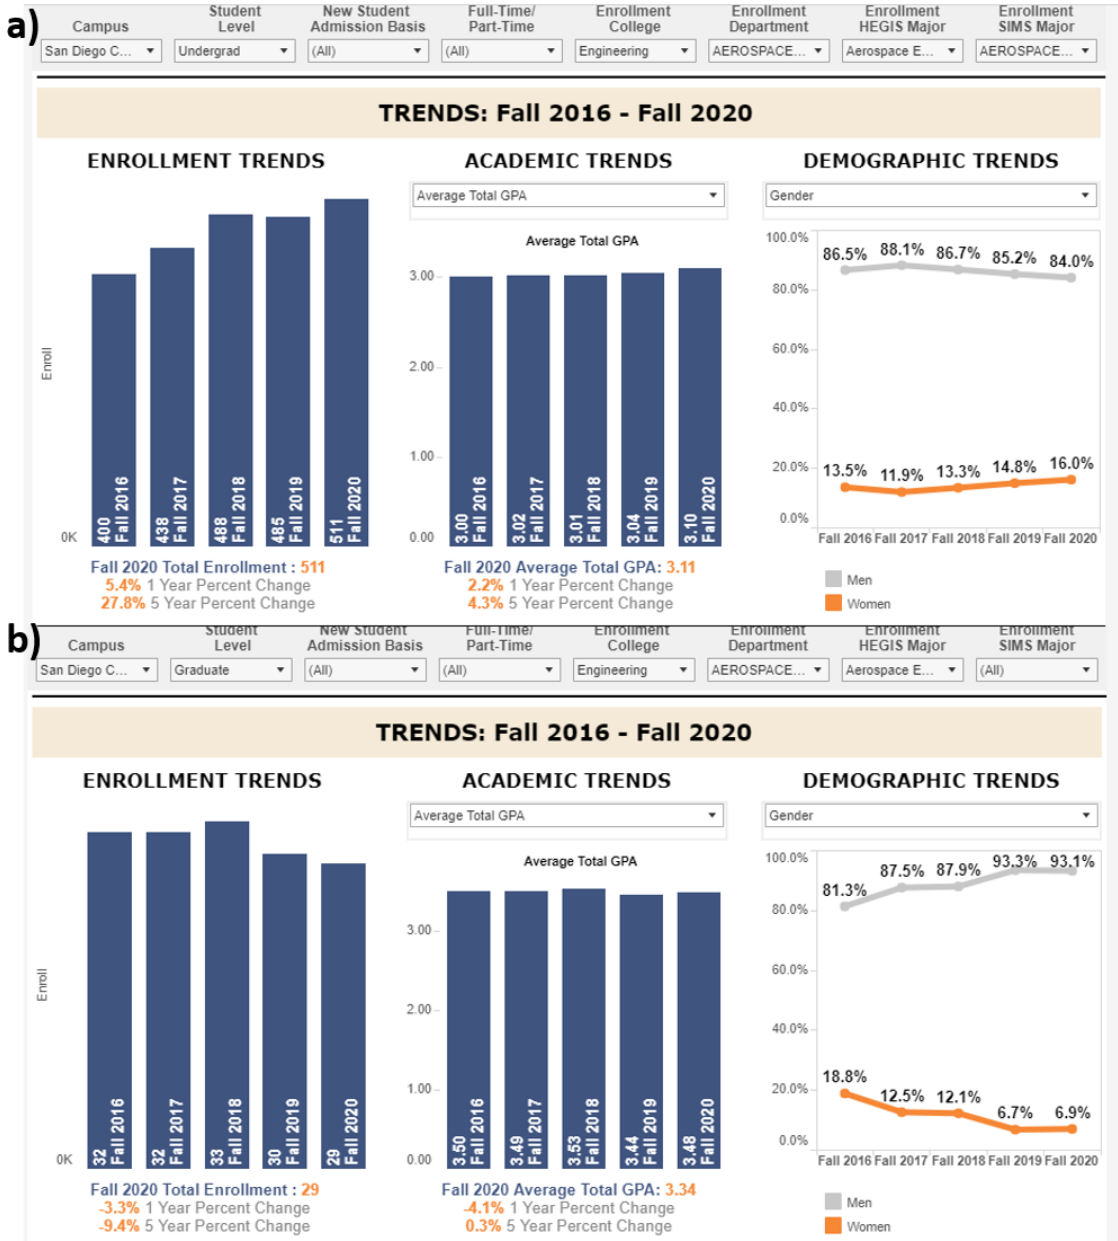 a)
Campus
Student Level
New Student Admission Basis
Full-Time/ Part-Time
Enrollment College
Enrollment Department
Enrollment HEGIS Major
Enrollment SIMS Major
San Diego C...
Undergrad
(All)
(All)
Engineering
AEROSPACE...
Aerospace E...
AEROSPACE...
TRENDS: Fall 2016 - Fall 2020
ENROLLMENT TRENDS
Enroll
0K
400 Fall 2016
438 Fall 2017
488 Fall 2018
485 Fall 2019
511 Fall 2020
Fall 2020 Total Enrollment : 511
5.4% 1 Year Percent Change
27.8% 5 Year Percent Change
ACADEMIC TRENDS
Average Total GPA
Average Total GPA
3.00
2.00
1.00
0.00
3.00 Fall 2016
3.02 Fall 2017
3.01 Fall 2018
3.04 Fall 2019
3.10 Fall 2020
Fall 2020 Average Total GPA: 3.11
2.2% 1 Year Percent Change
4.3% 5 Year Percent Change
DEMOGRAPHIC TRENDS
Gender
100.0%
80.0%
60.0%
40.0%
20.0%
0.0%
86.5% 88.1% 86.7% 85.2% 84.0%
13.5% 11.9% 13.3% 14.8% 16.0%
Fall 2016 Fall 2017 Fall 2018 Fall 2019 Fall 2020
Men
Women
b)
Campus
Student Level
New Student Admission Basis
Full-Time/ Part-Time
Enrollment College
Enrollment Department
Enrollment HEGIS Major
Enrollment SIMS Major
San Diego C...
Graduate
(All)
(All)
Engineering
AEROSPACE...
Aerospace E...
(All)
TRENDS: Fall 2016 - Fall 2020
ENROLLMENT TRENDS
Enroll
0K
32 Fall 2016
32 Fall 2017
33 Fall 2018
30 Fall 2019
29 Fall 2020
Fall 2020 Total Enrollment : 29
-3.3% 1 Year Percent Change
-9.4% 5 Year Percent Change
ACADEMIC TRENDS
Average Total GPA
Average Total GPA
3.00
2.00
1.00
0.00
3.50 Fall 2016
3.49 Fall 2017
3.53 Fall 2018
3.44 Fall 2019
3.48 Fall 2020
Fall 2020 Average Total GPA: 3.34
-4.1% 1 Year Percent Change
0.3% 5 Year Percent Change
DEMOGRAPHIC TRENDS
Gender
100.0%
80.0%
60.0%
40.0%
20.0%
0.0%
81.3% 87.5% 87.9% 93.3% 93.1%
18.8% 12.5% 12.1% 6.7% 6.9%
Fall 2016 Fall 2017 Fall 2018 Fall 2019 Fall 2020
Men
Women